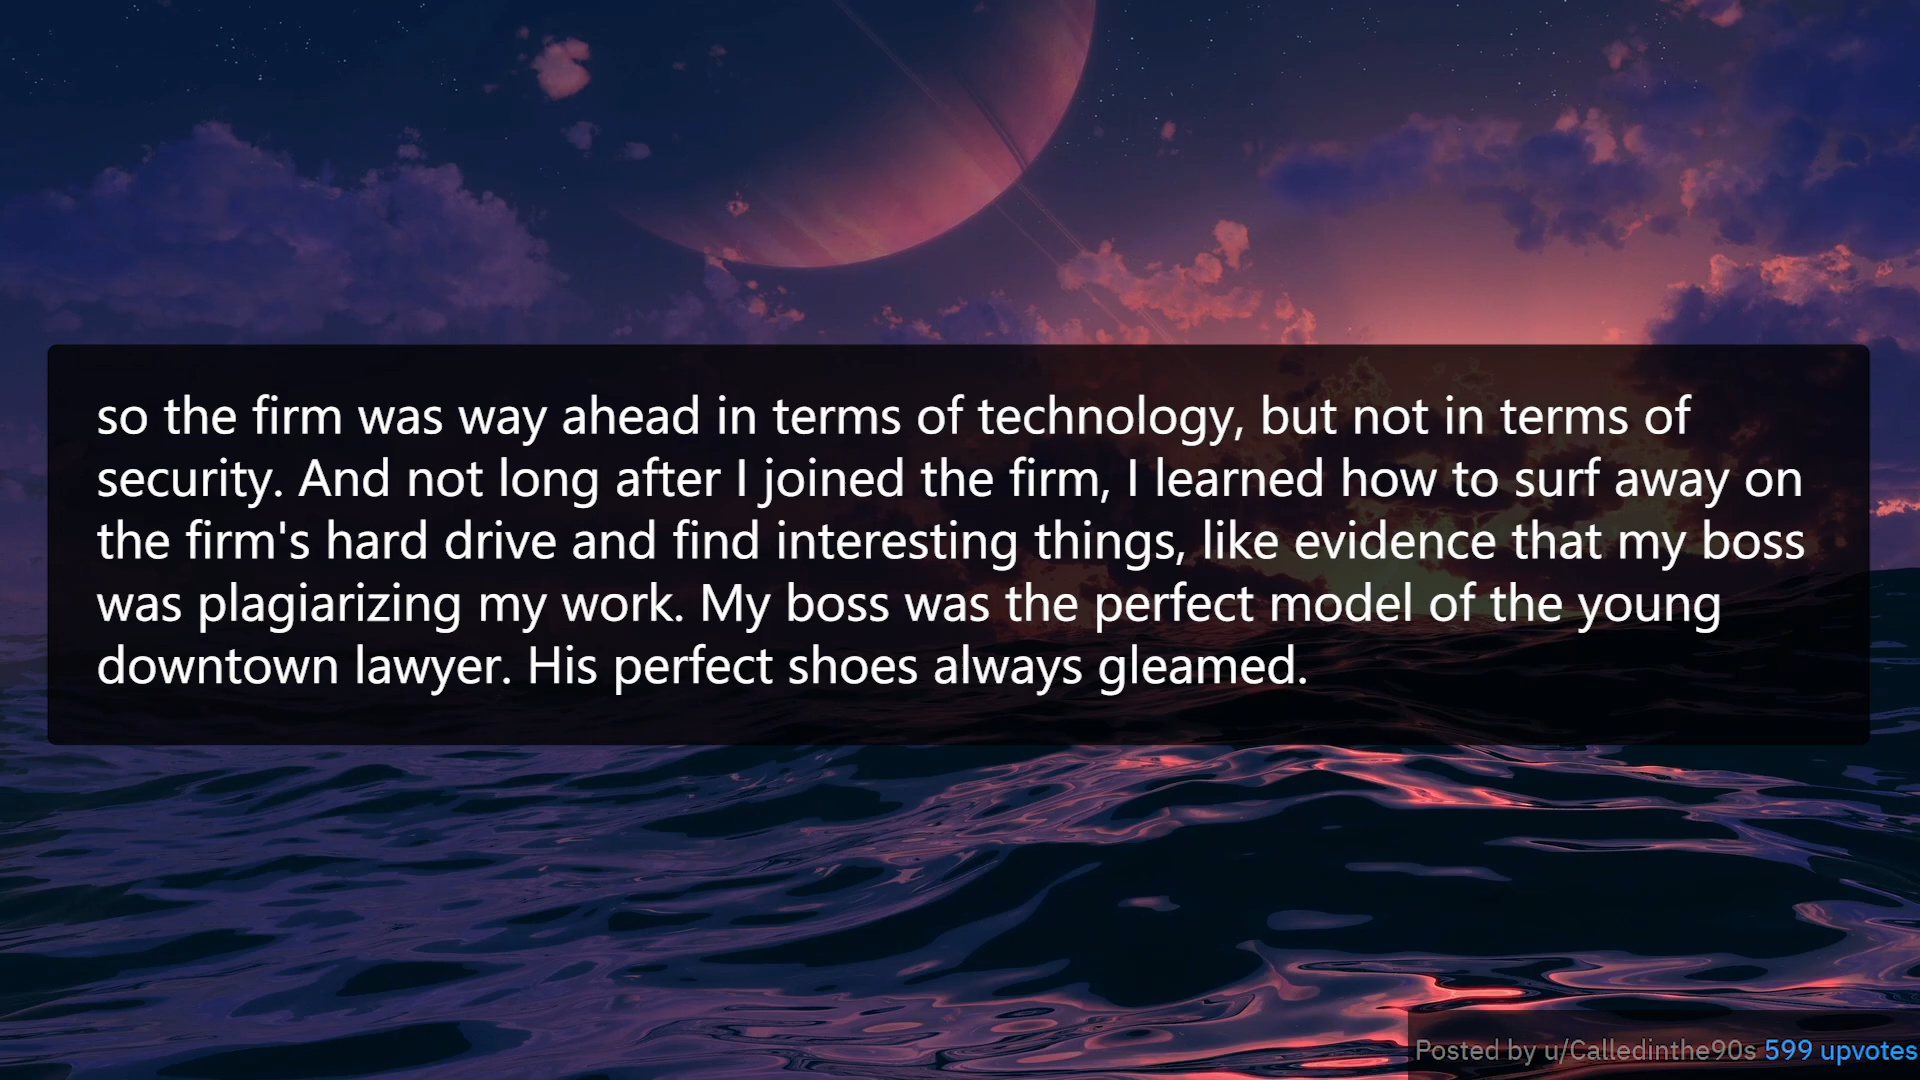 so the firm was way ahead in terms of technology, but not in terms of
security. And not long after I joined the firm, I learned how to surf away on
the firm's hard drive and find interesting things, like evidence that my boss
was plagiarizing my work. My boss was the perfect model of the young
downtown lawyer. His perfect shoes always gleamed.
Posted by u/Calledinthe90s 599 upvotes